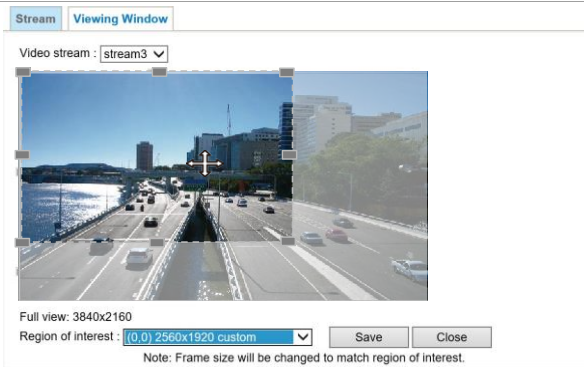 Stream Viewing Window
Video stream : stream3
Full view: 3840x2160
Region of interest : (0,0) 2560x1920 custom Save Close
Note: Frame size will be changed to match region of interest.